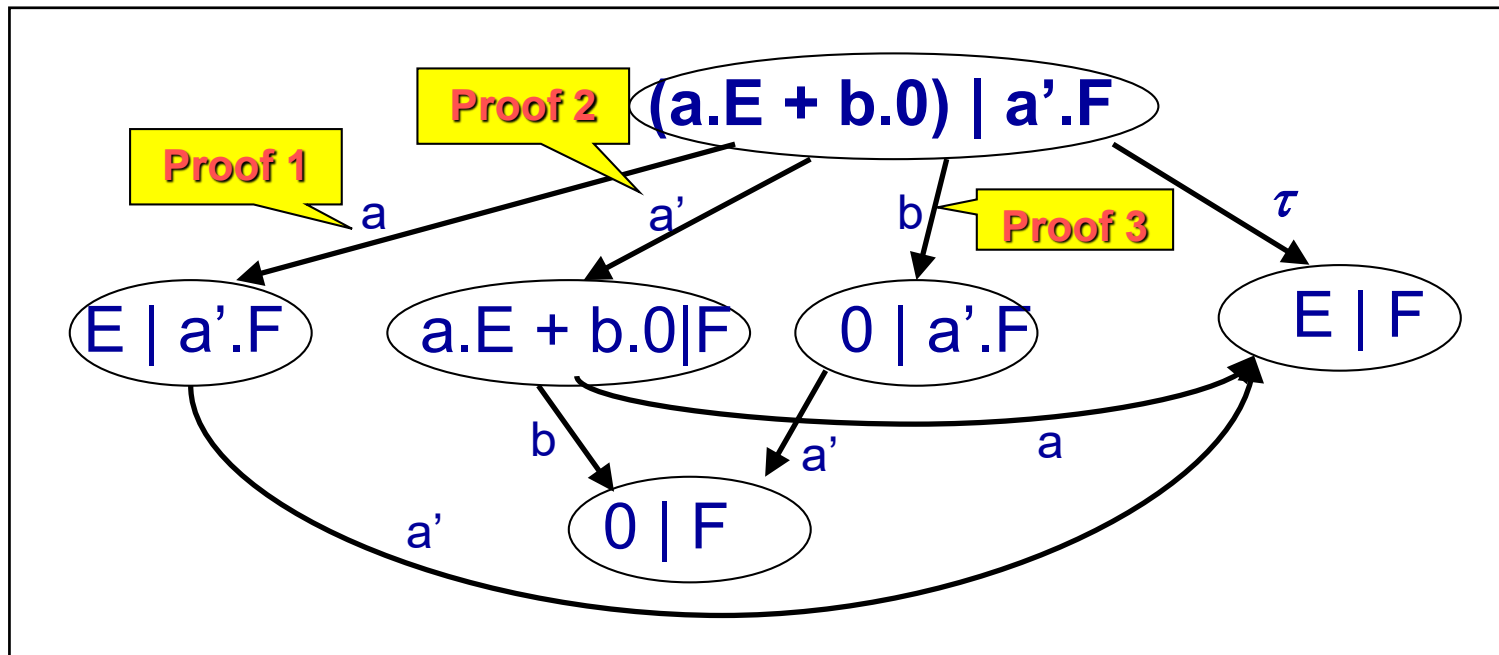 (a.E + b.0) | a’.F
Proof 2
Proof 1
a
a’
b
Proof 3
τ
E | a’.F
a.E + b.0|F
0 | a’.F
E | F
b
a’
a
a’
0 | F